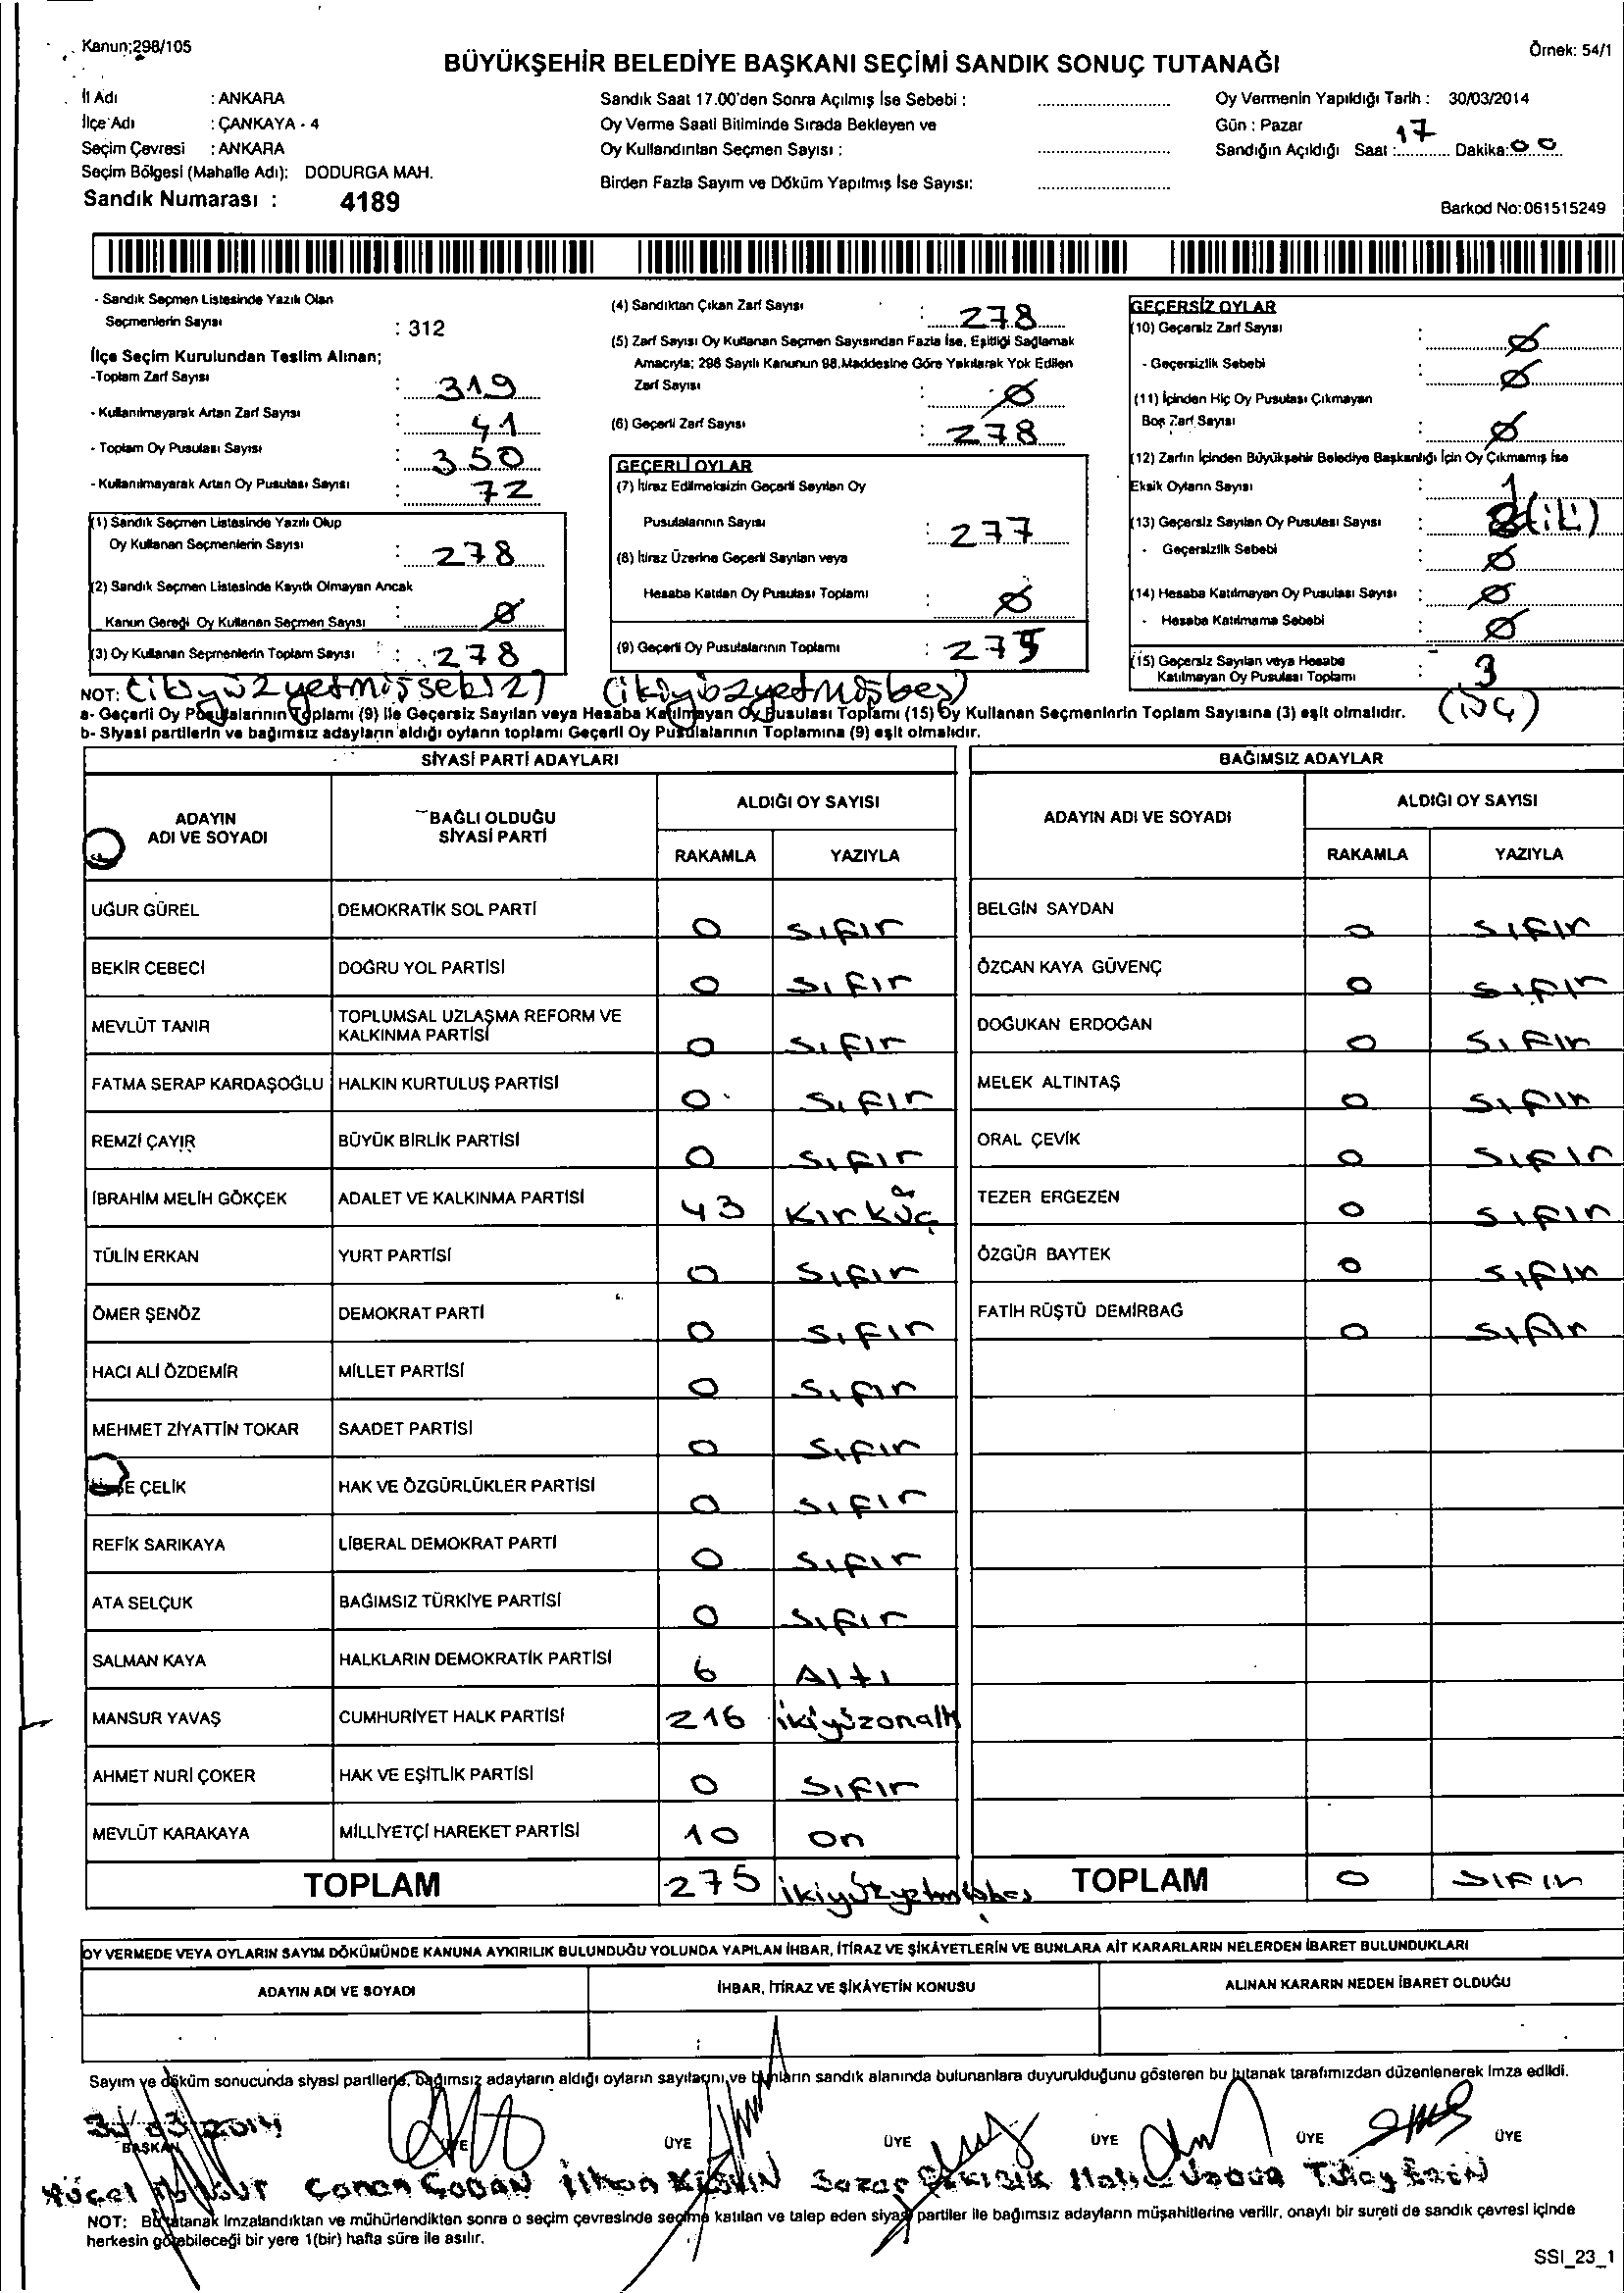 Kanun;298/105
Örnek: 54/1
BÜYÜKŞEHİR BELEDİYE BAŞKANI SEÇİMİ SANDIK SONUÇ TUTANAĞI
İl Adı : ANKARA
İlçe Adı : ÇANKAYA - 4
Seçim Çevresi : ANKARA
Seçim Bölgesi (Mahalle Adı): DODURGA MAH.
Sandık Numarası : 4189
Sandık Saat 17.00'den Sonra Açılmış İse Sebebi :
Oy Verme Saati Bitiminde Sırada Bekleyen ve
Oy Kullandırılan Seçmen Sayısı :
Birden Fazla Sayım ve Döküm Yapılmış İse Sayısı:
Oy Vermenin Yapıldığı Tarih : 30/03/2014
Gün : Pazar
Sandığın Açıldığı Saat : 17 Dakika: 00
Barkod No:061515249
- Sandık Seçmen Listesinde Yazılı Olan
Seçmenlerin Sayısı : 312
İlçe Seçim Kurulundan Teslim Alınan;
-Toplam Zarf Sayısı : 319
- Kullanılmayarak Artan Zarf Sayısı : 41
- Toplam Oy Pusulası Sayısı : 350
- Kullanılmayarak Artan Oy Pusulası Sayısı : 72
(1) Sandık Seçmen Listesinde Yazılı Olup
Oy Kullanan Seçmenlerin Sayısı : 278
(2) Sandık Seçmen Listesinde Kayıtlı Olmayan Ancak
Kanun Gereği Oy Kullanan Seçmen Sayısı : Ø
(3) Oy Kullanan Seçmenlerin Toplam Sayısı : 278
(4) Sandıktan Çıkan Zarf Sayısı : 278
(5) Zarf Sayısı Oy Kullanan Seçmen Sayısından Fazla İse, Eşitliği Sağlamak
Amacıyla; 298 Sayılı Kanunun 98.Maddesine Göre Yakılarak Yok Edilen
Zarf Sayısı : Ø
(6) Geçerli Zarf Sayısı : 278
GEÇERLİ OYLAR
(7) İtiraz Edilmeksizin Geçerli Sayılan Oy
Pusulalarının Sayısı : 277
(8) İtiraz Üzerine Geçerli Sayılan veya
Hesaba Katılan Oy Pusulası Toplamı : Ø
(9) Geçerli Oy Pusulalarının Toplamı : 275
GEÇERSİZ OYLAR
(10) Geçersiz Zarf Sayısı : Ø
- Geçersizlik Sebebi : Ø
(11) İçinden Hiç Oy Pusulası Çıkmayan
Boş Zarf Sayısı : Ø
(12) Zarfın İçinden Büyükşehir Belediye Başkanlığı İçin Oy Çıkmamış İse
Eksik Oyların Sayısı : 1
(13) Geçersiz Sayılan Oy Pusulası Sayısı :
- Geçersizlik Sebebi : Ø
(14) Hesaba Katılmayan Oy Pusulası Sayısı : Ø
- Hesaba Katılmama Sebebi : Ø
(15) Geçersiz Sayılan veya Hesaba
Katılmayan Oy Pusulası Toplamı : 3
(üç)
NOT: (ikiyüzyetmişsekiz) (ikiyüzyetmişbeş)
a- Geçerli Oy Pusulalarının Toplamı (9) ile Geçersiz Sayılan veya Hesaba Katılmayan Oy Pusulası Toplamı (15) Oy Kullanan Seçmenlerin Toplam Sayısına (3) eşit olmalıdır.
b- Siyasi partilerin ve bağımsız adayların aldığı oyların toplamı Geçerli Oy Pusulalarının Toplamına (9) eşit olmalıdır.
SİYASİ PARTİ ADAYLARI
ADAYIN ADI VE SOYADI
BAĞLI OLDUĞU SİYASİ PARTİ
ALDIĞI OY SAYISI
RAKAMLA YAZIYLA
UĞUR GÜREL DEMOKRATİK SOL PARTİ 0 sıfır
BEKİR CEBECİ DOĞRU YOL PARTİSİ 0 sıfır
MEVLÜT TANIR TOPLUMSAL UZLAŞMA REFORM VE KALKINMA PARTİSİ 0 sıfır
FATMA SERAP KARDAŞOĞLU HALKIN KURTULUŞ PARTİSİ 0 sıfır
REMZİ ÇAYIR BÜYÜK BİRLİK PARTİSİ 0 sıfır
İBRAHİM MELİH GÖKÇEK ADALET VE KALKINMA PARTİSİ 43 Kırküç
TÜLİN ERKAN YURT PARTİSİ 0 sıfır
ÖMER ŞENÖZ DEMOKRAT PARTİ 0 sıfır
HACI ALİ ÖZDEMİR MİLLET PARTİSİ 0 sıfır
MEHMET ZİYATTİN TOKAR SAADET PARTİSİ 0 sıfır
ÇELİK HAK VE ÖZGÜRLÜKLER PARTİSİ 0 sıfır
REFİK SARIKAYA LİBERAL DEMOKRAT PARTİ 0 sıfır
ATA SELÇUK BAĞIMSIZ TÜRKİYE PARTİSİ 0 sıfır
SALMAN KAYA HALKLARIN DEMOKRATİK PARTİSİ 6 Altı
MANSUR YAVAŞ CUMHURİYET HALK PARTİSİ 216 ikiyüzonaltı
AHMET NURİ ÇOKER HAK VE EŞİTLİK PARTİSİ 0 sıfır
MEVLÜT KARAKAYA MİLLİYETÇİ HAREKET PARTİSİ 10 on
TOPLAM 275 ikiyüzyetmişbeş
BAĞIMSIZ ADAYLAR
ADAYIN ADI VE SOYADI
ALDIĞI OY SAYISI
RAKAMLA YAZIYLA
BELGİN SAYDAN 0 sıfır
ÖZCAN KAYA GÜVENÇ 0 sıfır
DOĞUKAN ERDOĞAN 0 sıfır
MELEK ALTINTAŞ 0 sıfır
ORAL ÇEVİK 0 sıfır
TEZER ERGEZEN 0 sıfır
ÖZGÜR BAYTEK 0 sıfır
FATİH RÜŞTÜ DEMİRBAĞ 0 sıfır
TOPLAM 0 sıfır
OY VERMEDE VEYA OYLARIN SAYIM DÖKÜMÜNDE KANUNA AYKIRILIK BULUNDUĞU YOLUNDA YAPILAN İHBAR, İTİRAZ VE ŞİKÂYETLERİN VE BUNLARA AİT KARARLARIN NELERDEN İBARET BULUNDUKLARI
ADAYIN ADI VE SOYADI İHBAR, İTİRAZ VE ŞİKÂYETİN KONUSU ALINAN KARARIN NEDEN İBARET OLDUĞU
Sayım ve döküm sonucunda siyasi partilerle, bağımsız adayların aldığı oyların sayılarını ve bunların sandık alanında bulunanlara duyurulduğunu gösteren bu tutanak tarafımızdan düzenlenerek imza edildi.
30/03/2014
BAŞKAN ÜYE ÜYE ÜYE ÜYE ÜYE ÜYE
Yücel Canan ÇOBAN İlhan Sezar Tülay
NOT: Bu tutanak imzalandıktan ve mühürlendikten sonra o seçim çevresinde seçime katılan ve talep eden siyasi partiler ile bağımsız adayların müşahitlerine verilir, onaylı bir sureti de sandık çevresi içinde
herkesin görebileceği bir yere 1(bir) hafta süre ile asılır.
SSI_23_1